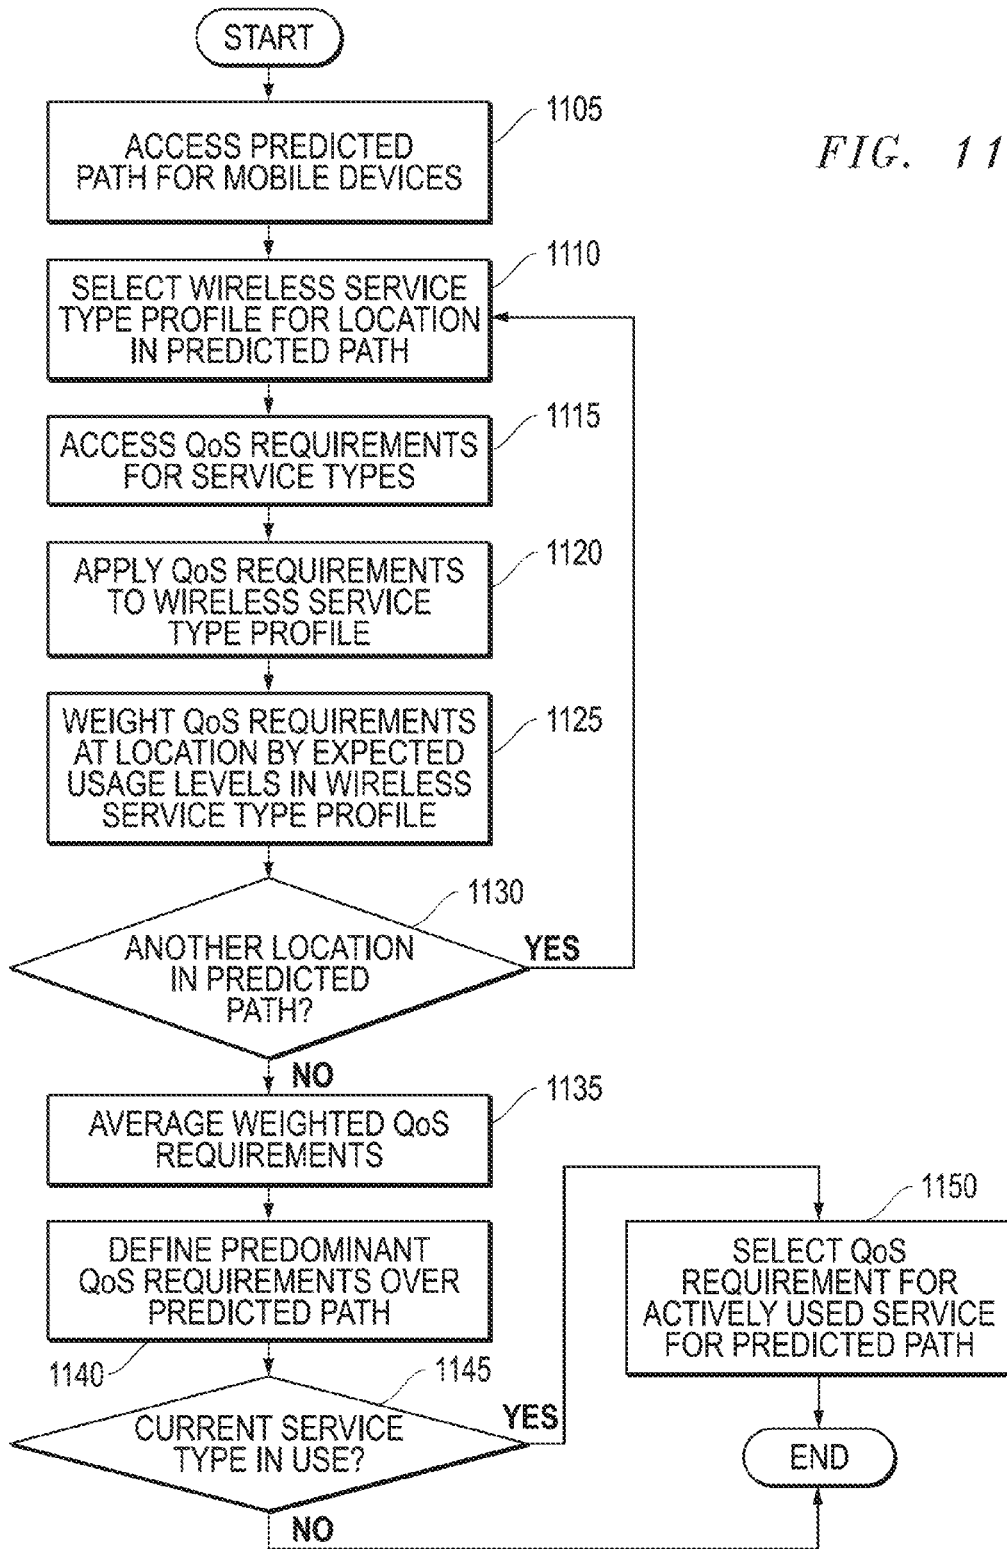 START
1105
ACCESS PREDICTED
PATH FOR MOBILE DEVICES
FIG. 11
1110
SELECT WIRELESS SERVICE
TYPE PROFILE FOR LOCATION
IN PREDICTED PATH
1115
ACCESS QoS REQUIREMENTS
FOR SERVICE TYPES
1120
APPLY QoS REQUIREMENTS
TO WIRELESS SERVICE
TYPE PROFILE
1125
WEIGHT QoS REQUIREMENTS
AT LOCATION BY EXPECTED
USAGE LEVELS IN WIRELESS
SERVICE TYPE PROFILE
1130
ANOTHER LOCATION
IN PREDICTED
PATH?
YES
NO
1135
AVERAGE WEIGHTED QoS
REQUIREMENTS
DEFINE PREDOMINANT
QoS REQUIREMENTS OVER
PREDICTED PATH
1140
1145
CURRENT SERVICE
TYPE IN USE?
YES
NO
1150
SELECT QoS
REQUIREMENT FOR
ACTIVELY USED SERVICE
FOR PREDICTED PATH
END